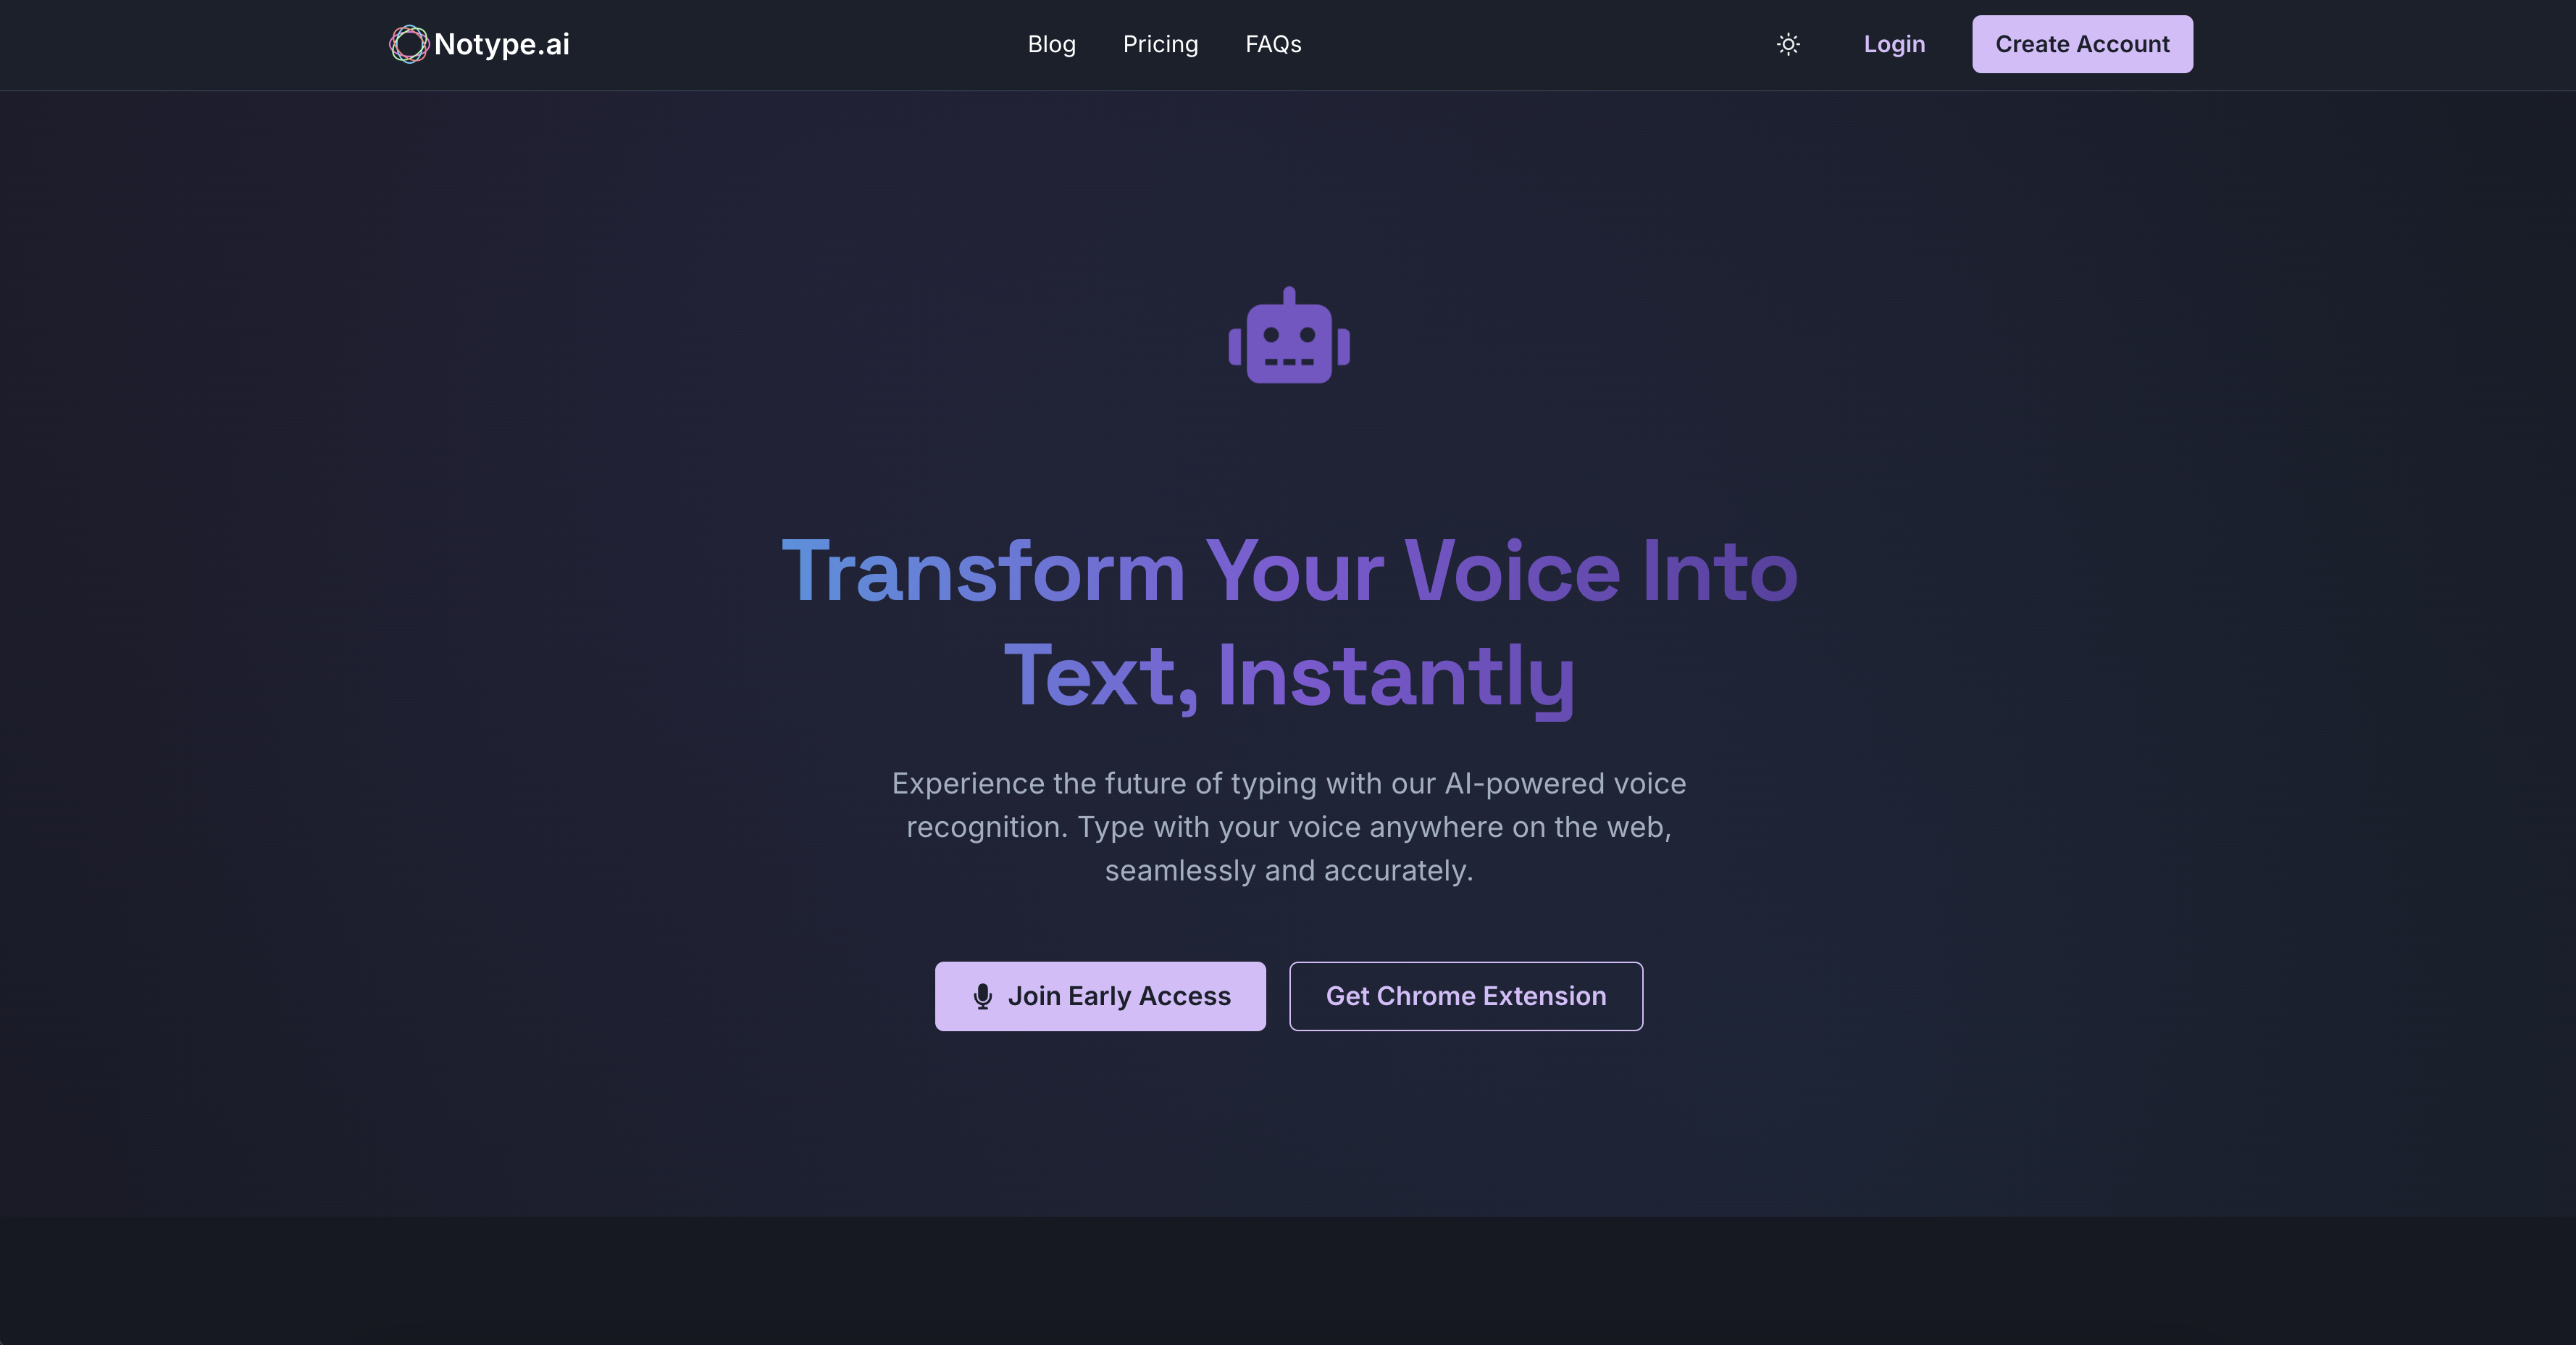 Notype.ai
Blog
Pricing
FAQs
Login
Create Account
Transform Your Voice Into
Text, Instantly
Experience the future of typing with our AI-powered voice
recognition. Type with your voice anywhere on the web,
seamlessly and accurately.
Join Early Access
Get Chrome Extension